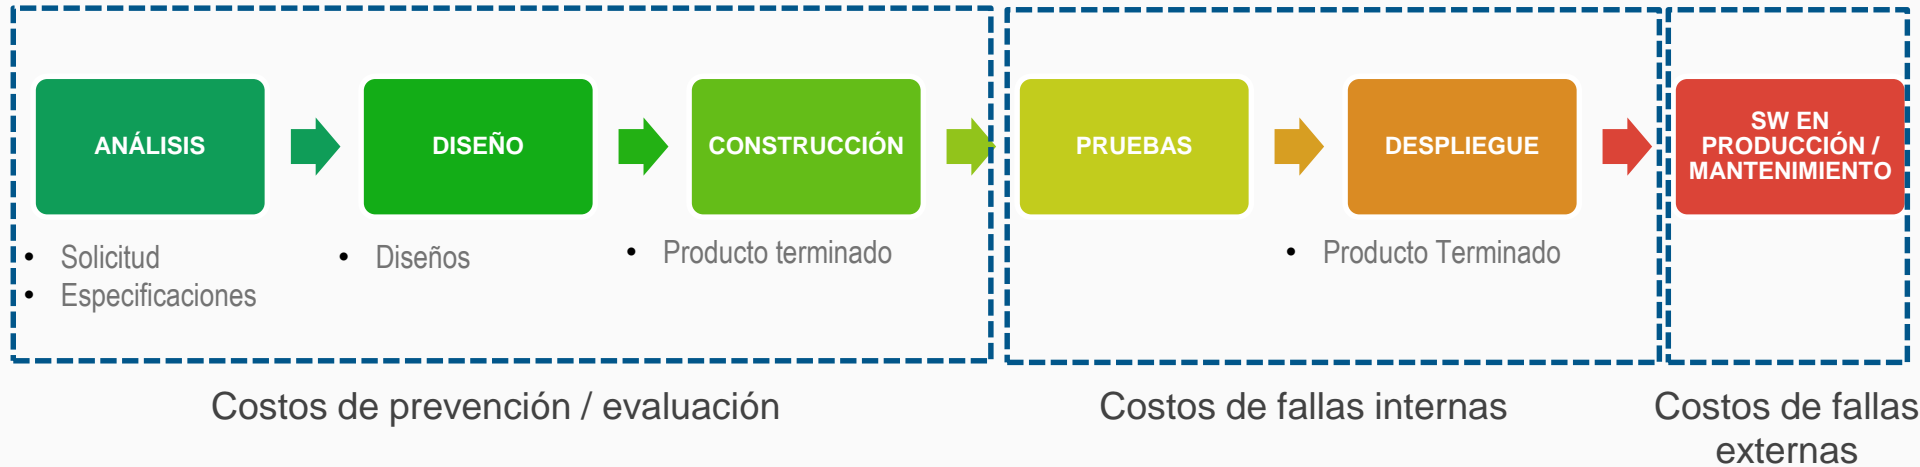 ANÁLISIS
DISEÑO
CONSTRUCCIÓN
PRUEBAS
DESPLIEGUE
SW EN
PRODUCCIÓN /
MANTENIMIENTO
• Solicitud
• Especificaciones
• Diseños
• Producto terminado
• Producto Terminado
Costos de prevención / evaluación
Costos de fallas internas
Costos de fallas
externas